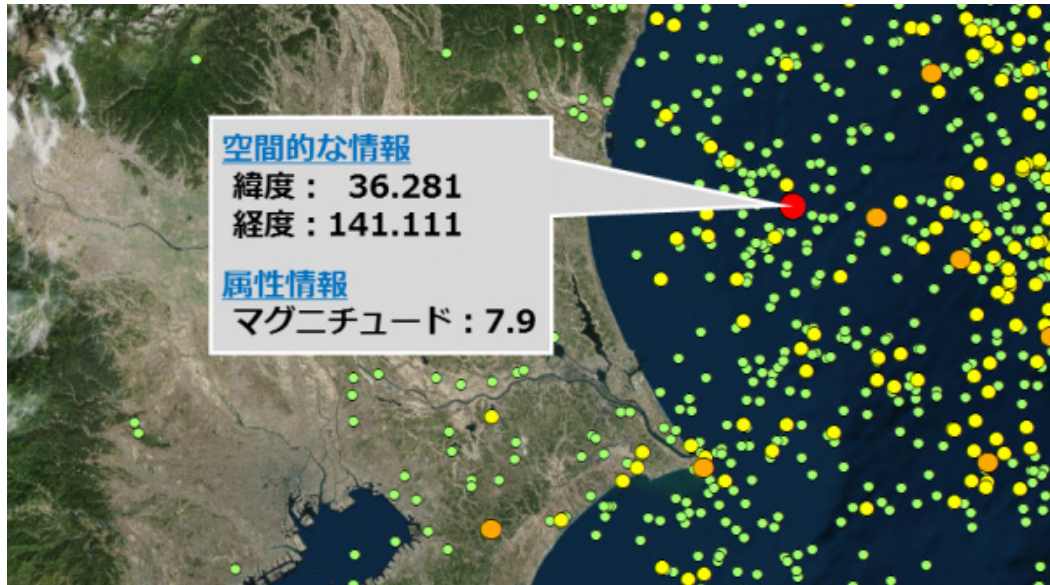 空間的な情報
緯度： 36.281
経度：141.111
属性情報
マグニチュード：7.9